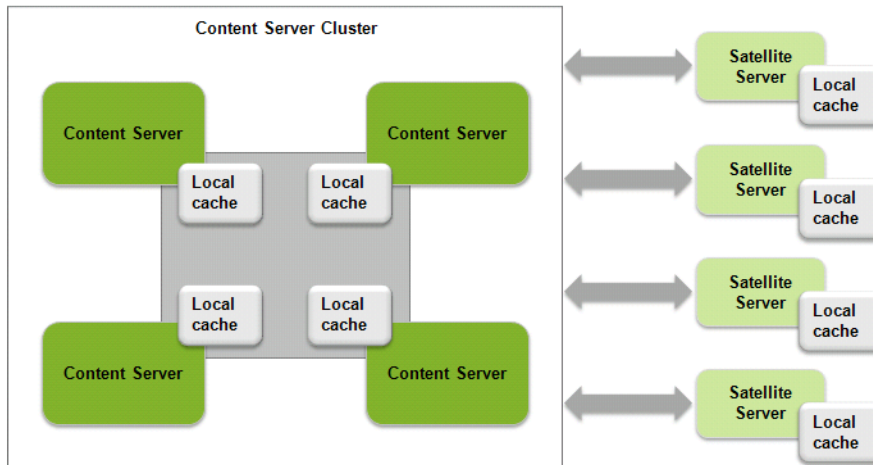 Content Server Cluster
Content Server
Content Server
Local
cache
Local
cache
Local
cache
Local
cache
Content Server
Content Server
Satellite
Server
Local
cache
Satellite
Server
Local
cache
Satellite
Server
Local
cache
Satellite
Server
Local
cache